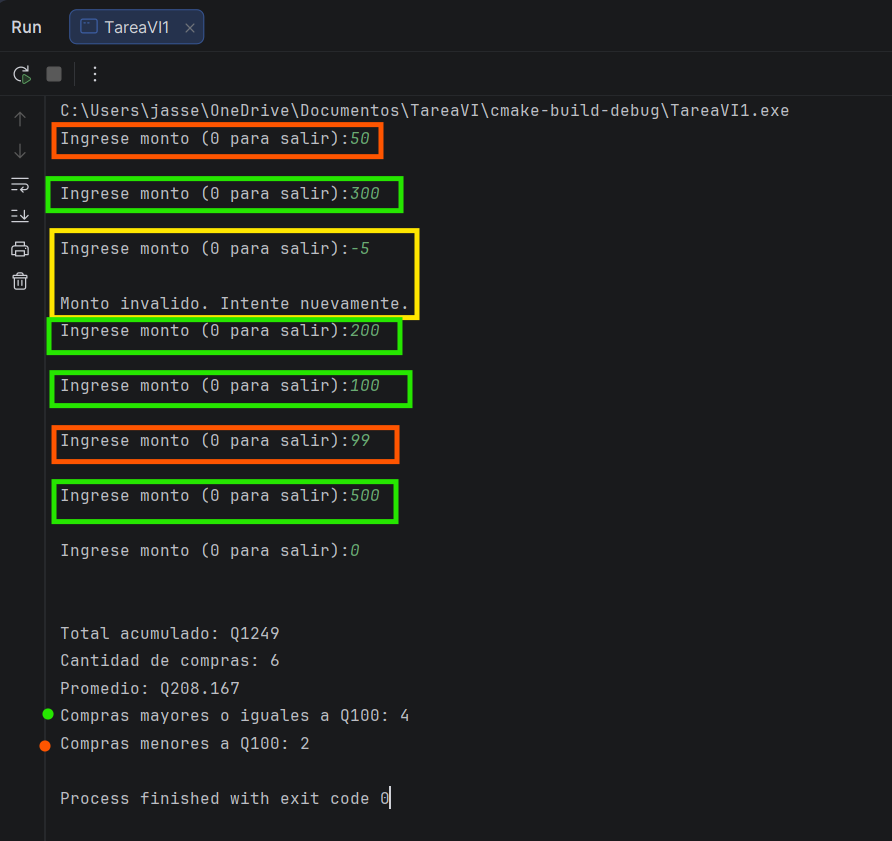 Run TareaVI1
C:\Users\jasse\OneDrive\Documentos\TareaVI\cmake-build-debug\TareaVI1.exe
Ingrese monto (0 para salir):50
Ingrese monto (0 para salir):300
Ingrese monto (0 para salir):-5
Monto invalido. Intente nuevamente.
Ingrese monto (0 para salir):200
Ingrese monto (0 para salir):100
Ingrese monto (0 para salir):99
Ingrese monto (0 para salir):500
Ingrese monto (0 para salir):0
Total acumulado: Q1249
Cantidad de compras: 6
Promedio: Q208.167
Compras mayores o iguales a Q100: 4
Compras menores a Q100: 2
Process finished with exit code 0